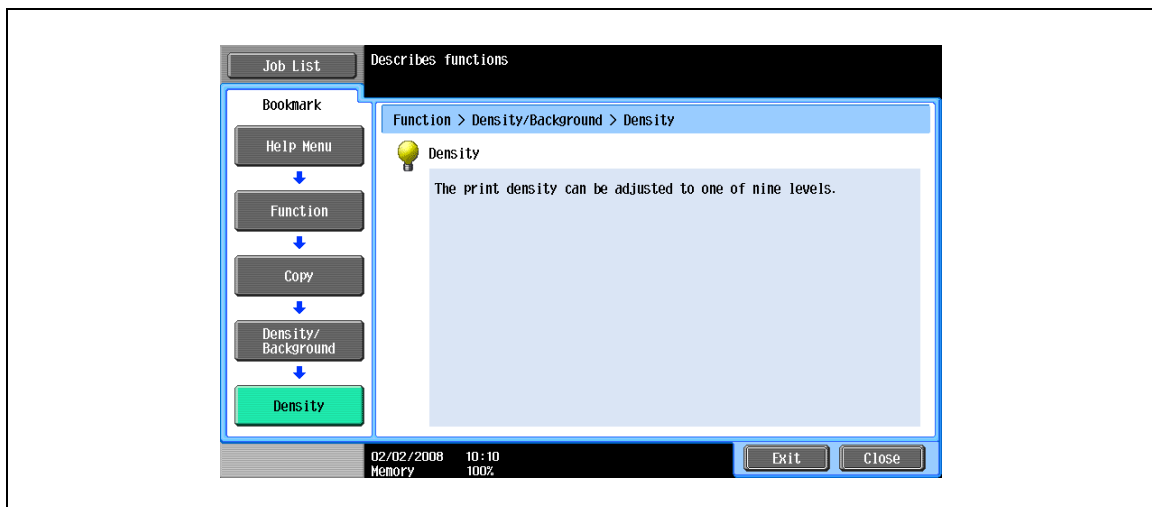 Job List
Describes functions
Bookmark
Help Menu
Function
Copy
Density/
Background
Density
Function > Density/Background > Density
Density
The print density can be adjusted to one of nine levels.
02/02/2008 10:10
Memory 100%
Exit
Close